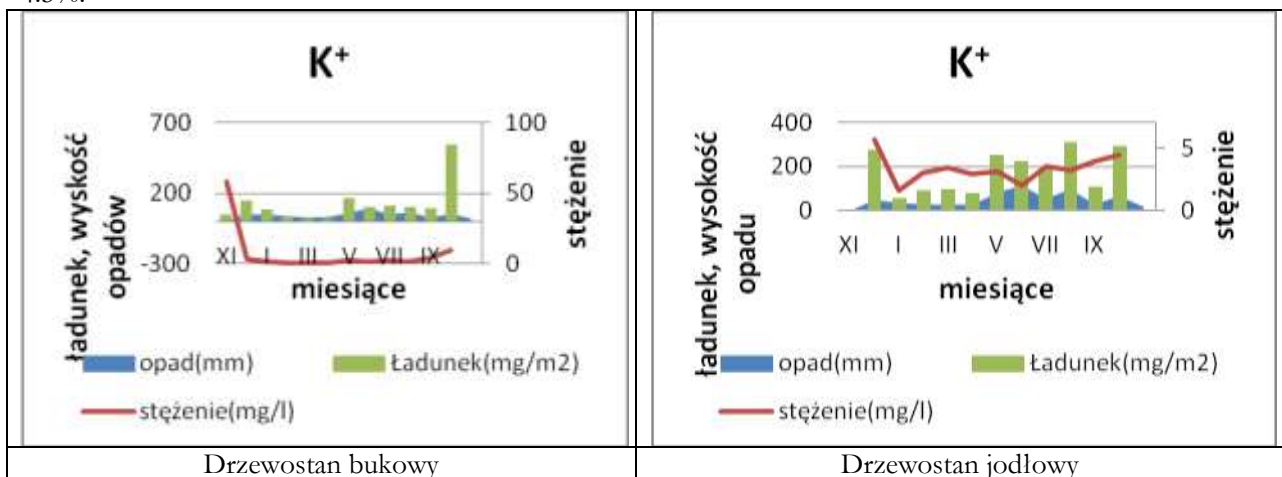 K+
700
200
-300
100
50
0
XI I III V VII IX
ładunek, wyskość
opadów
stężenie
miesiące
opad(mm)
Ładunek(mg/m2)
stężenie(mg/l)
Drzewostan bukowy
K+
400
200
0
5
0
XI I III V VII IX
ładunek, wysokość
opadu
stężenie
miesiące
opad(mm)
Ładunek(mg/m2)
stężenie(mg/l)
Drzewostan jodłowy